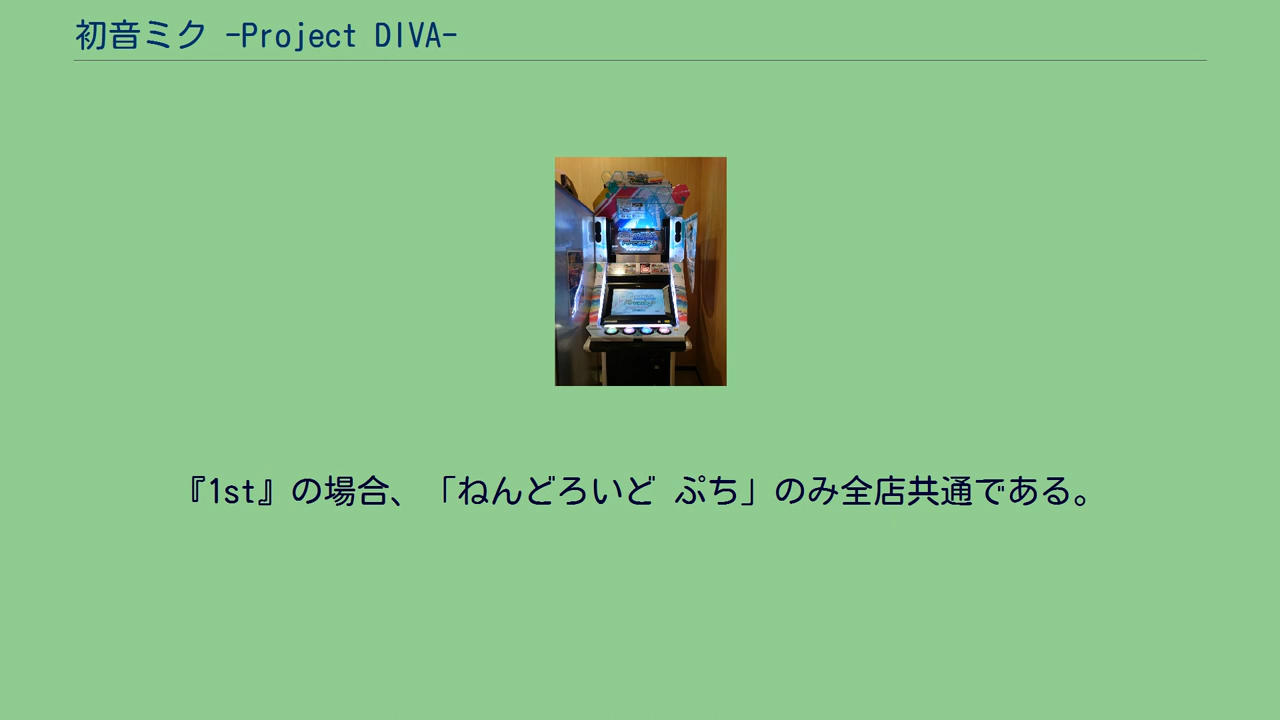 初音ミク -Project DIVA-
『1st』の場合、「ねんどろいど ぷち」のみ全店共通である。